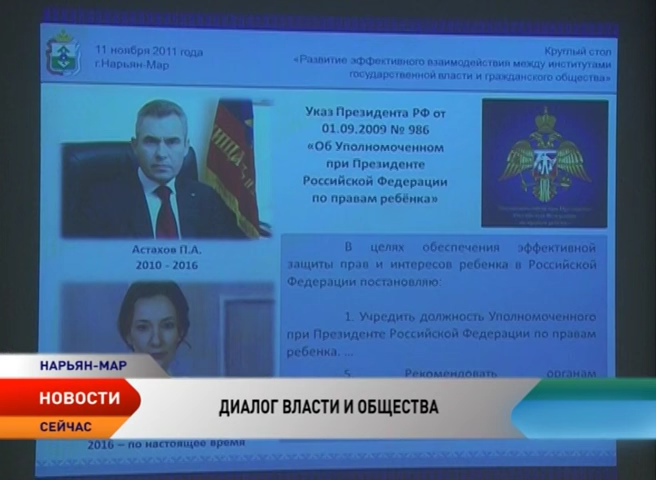 11 ноября 2011 года
г.Нарьян-Мар
Круглый стол
«Развитие эффективного взаимодействия между институтами
государственной власти и гражданского общества»
Указ Президента РФ от
01.09.2009 № 986
«Об Уполномоченном
при Президенте
Российской Федерации
по правам ребёнка»
Астахов П.А.
2010 - 2016
В целях обеспечения эффективной
защиты прав и интересов ребенка в Российской
Федерации постановляю:
1. Учредить должность Уполномоченного
при Президенте Российской Федерации по правам
ребенка. ...
5. Рекомендовать органам
2016 – по настоящее время
НАРЬЯН-МАР
НОВОСТИ
СЕЙЧАС
ДИАЛОГ ВЛАСТИ И ОБЩЕСТВА